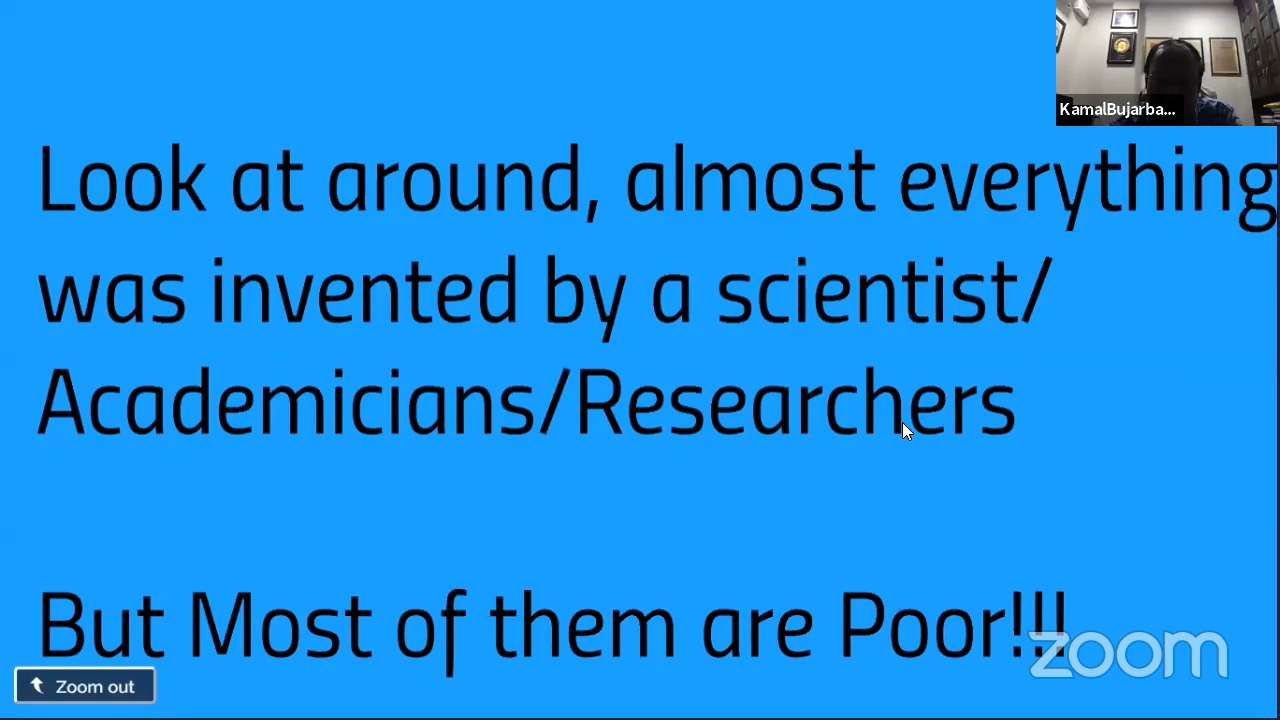 KamalBujarba...
Look at around, almost everything
was invented by a scientist/
Academicians/Researchers
But Most of them are Poor!!!
zoom
Zoom out